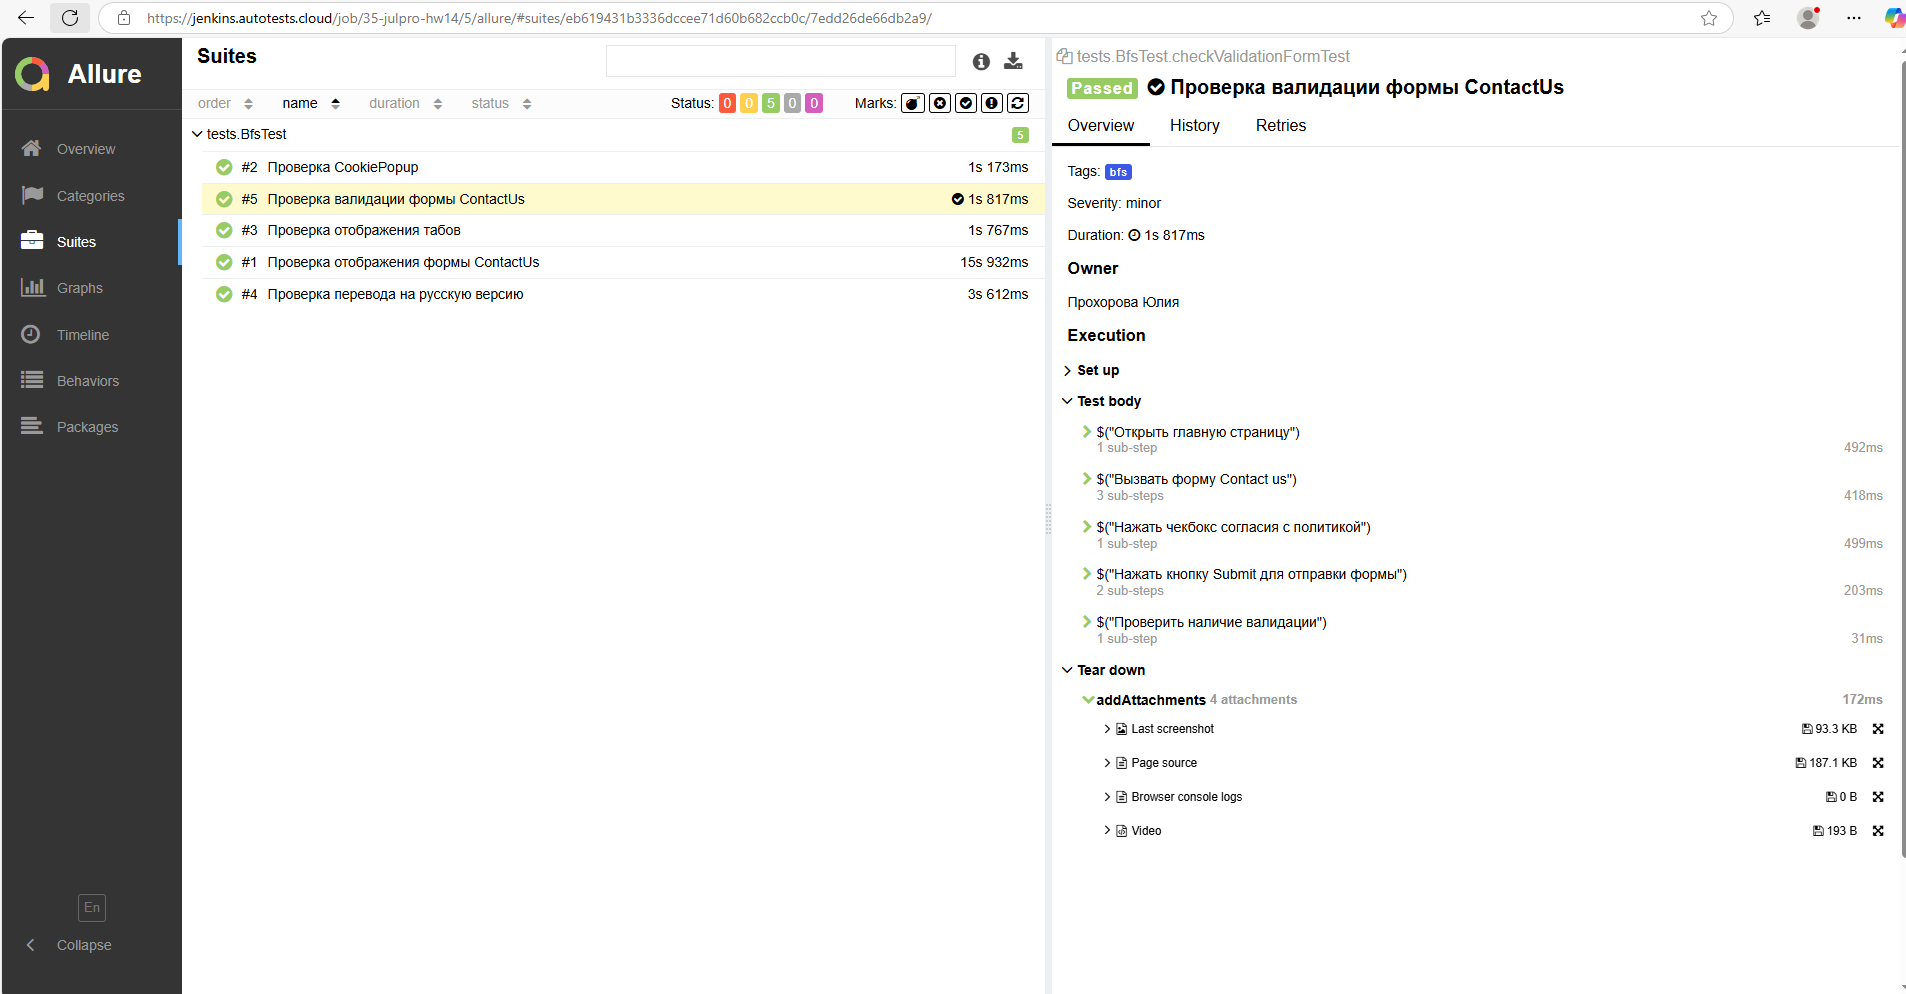 https://jenkins.autotests.cloud/job/35-julpro-hw14/5/allure/#suites/eb619431b3336dccee71d60b682ccb0c/7edd26de66db2a9/
Allure
Overview
Categories
Suites
Graphs
Timeline
Behaviors
Packages
En
Collapse
Suites
order name duration status Status: 0 0 5 0 0 Marks:
tests.BfsTest 5
#2 Проверка CookiePopup 1s 173ms
#5 Проверка валидации формы ContactUs 1s 817ms
#3 Проверка отображения табов 1s 767ms
#1 Проверка отображения формы ContactUs 15s 932ms
#4 Проверка перевода на русскую версию 3s 612ms
tests.BfsTest.checkValidationFormTest
Passed Проверка валидации формы ContactUs
Overview History Retries
Tags: bfs
Severity: minor
Duration: 1s 817ms
Owner
Прохорова Юлия
Execution
Set up
Test body
$("Открыть главную страницу")
1 sub-step 492ms
$("Вызвать форму Contact us")
3 sub-steps 418ms
$("Нажать чекбокс согласия с политикой")
1 sub-step 499ms
$("Нажать кнопку Submit для отправки формы")
2 sub-steps 203ms
$("Проверить наличие валидации")
1 sub-step 31ms
Tear down
addAttachments 4 attachments 172ms
Last screenshot 93.3 KB
Page source 187.1 KB
Browser console logs 0 B
Video 193 B